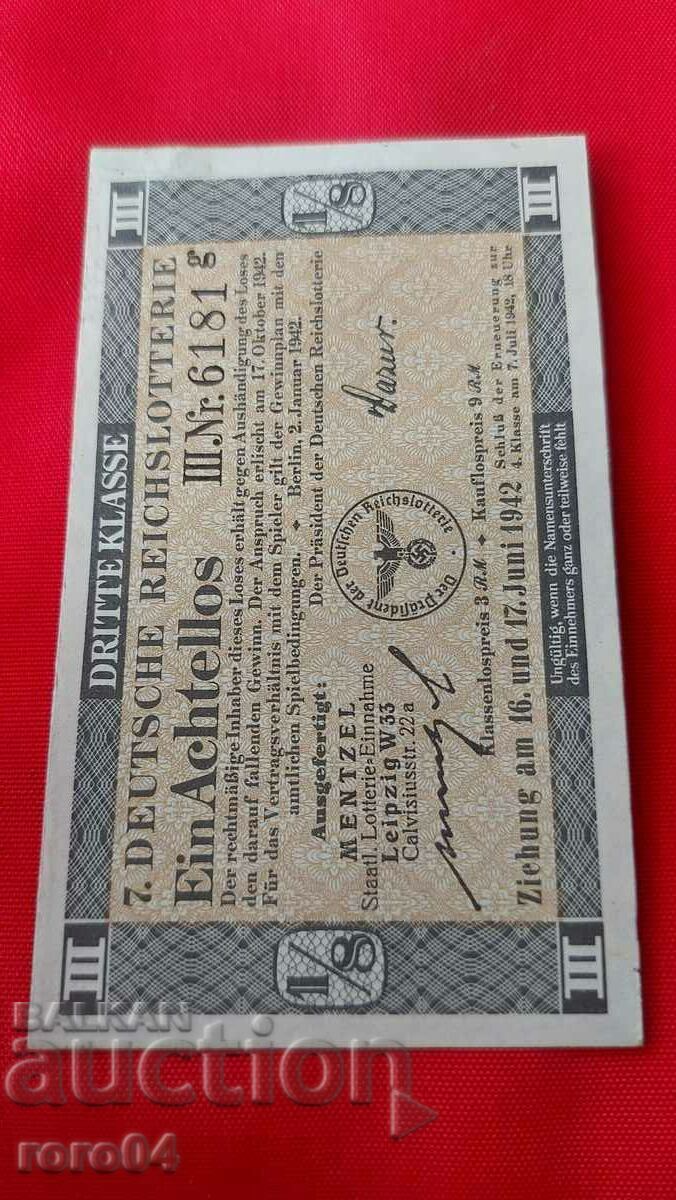 DRITTE KLASSE
III
1/8
III
7. DEUTSCHE REICHSLOTTERIE
Ein Achtellos III. Nr. 6181 g
Der rechtmäßige Inhaber dieses Loses erhält gegen Aushändigung des Loses
den darauf fallenden Gewinn. Der Anspruch erlischt am 17. Oktober 1942.
Für das Vertragsverhältnis mit dem Spieler gilt der Gewinnplan mit den
amtlichen Spielbedingungen. Berlin, 2. Januar 1942.
Ausgefertigt: Der Präsident der Deutschen Reichslotterie
MENTZEL
Staatl. Lotterie-Einnahme
Leipzig W 33
Calvisiusstr. 22a
Der Präsident der Deutschen Reichslotterie
Klassenlospreis 3 RM Kauflospreis 9 RM
Ziehung am 16. und 17. Juni 1942
Schluß der Erneuerung zur
4. Klasse am 7. Juli 1942, 18 Uhr
III
1/8
III
Ungültig, wenn die Namensunterschrift
des Einnehmers ganz oder teilweise fehlt
BALKAN
auction
roro04